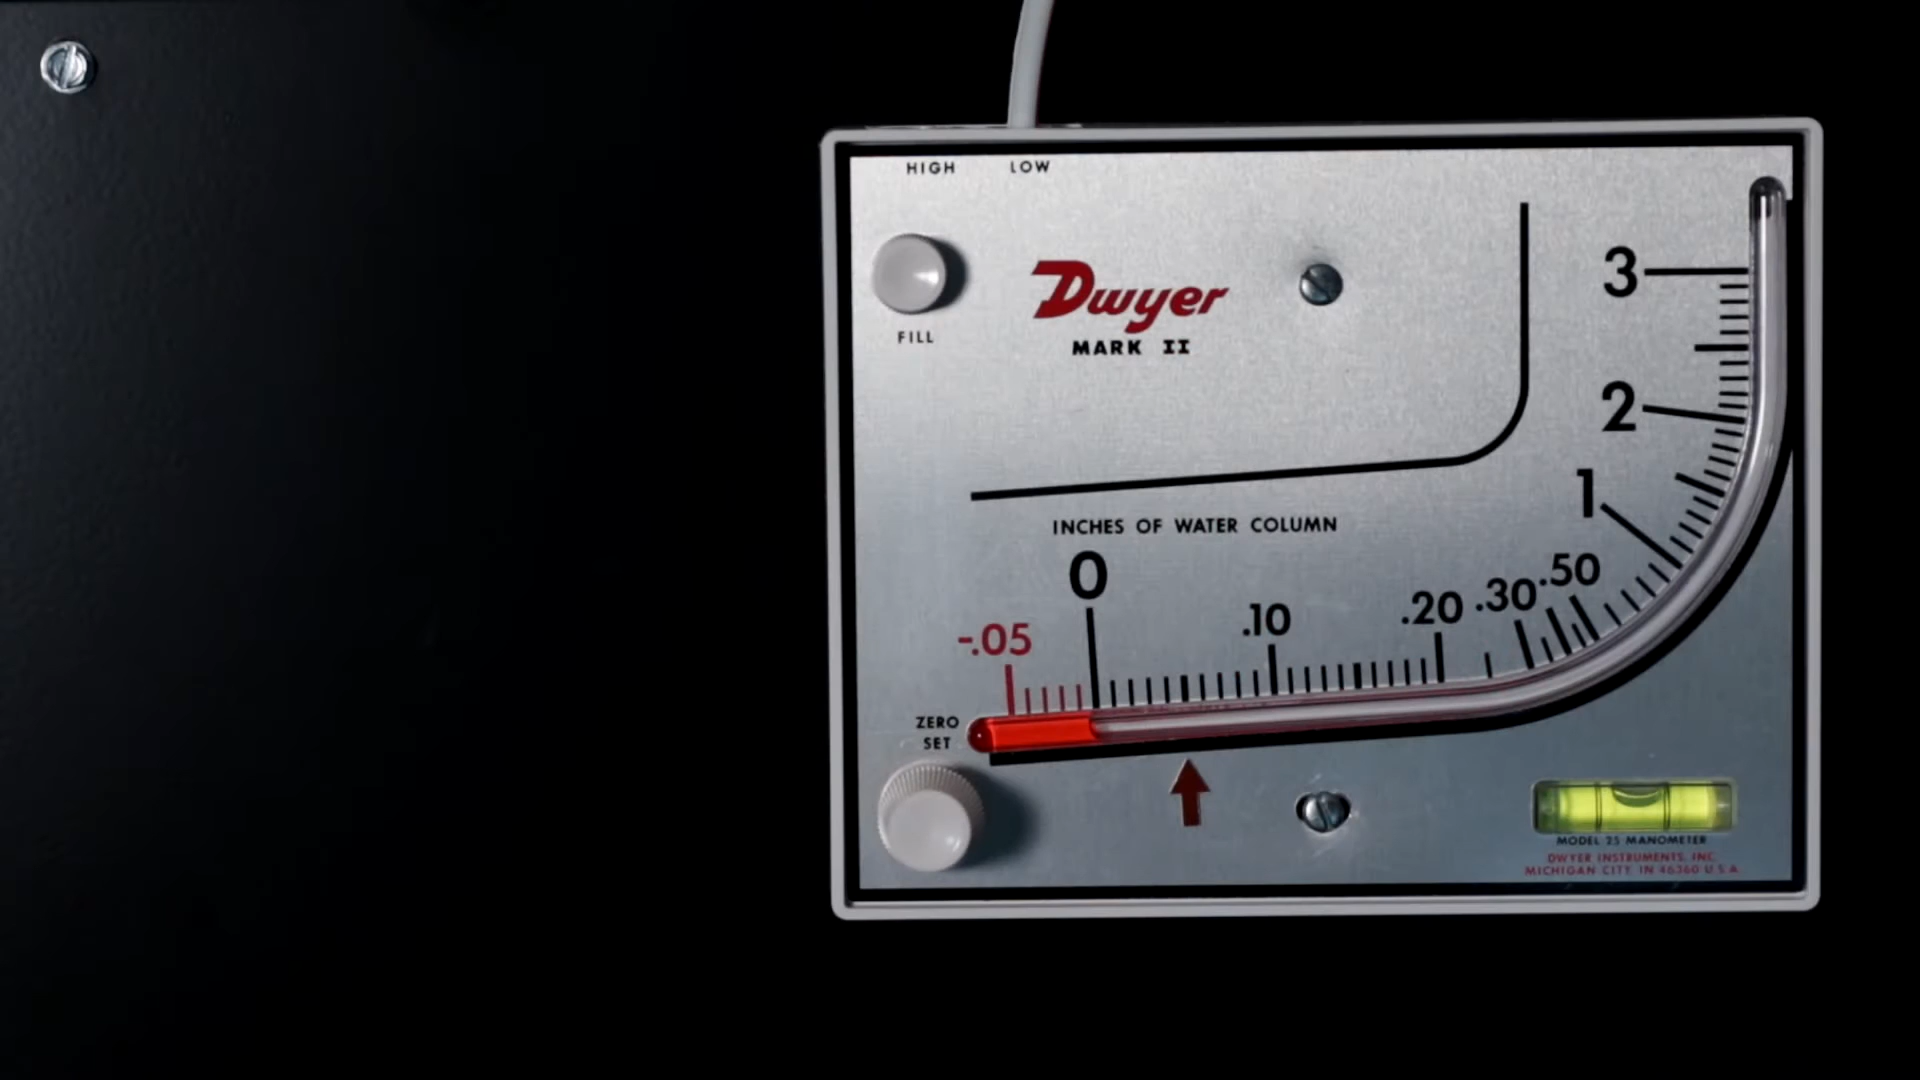 HIGH LOW
Dwyer
MARK II
FILL
3
2
1
INCHES OF WATER COLUMN
0
-.05 .10 .20 .30 .50
ZERO
SET
MODEL 25 MANOMETER
DWYER INSTRUMENTS, INC.
MICHIGAN CITY, IN 46360 U.S.A.